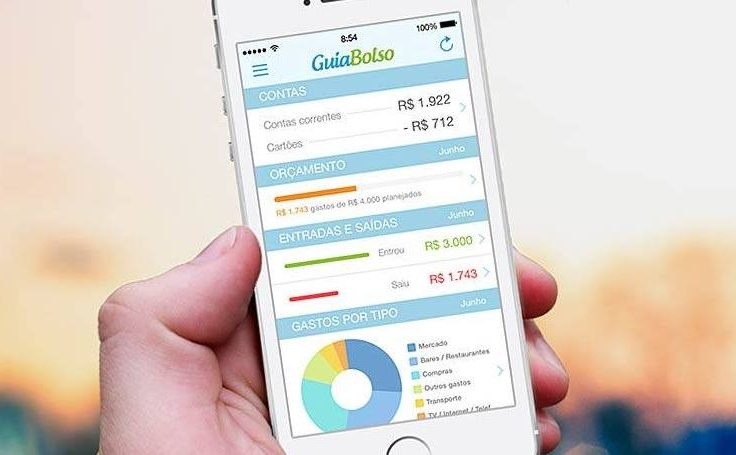 8:54
100%
GuiaBolso
CONTAS
Contas correntes R$ 1.922
Cartões - R$ 712
ORÇAMENTO Junho
R$ 1.743 gastos de R$ 4.000 planejados
ENTRADAS E SAÍDAS Junho
Entrou R$ 3.000
Saiu R$ 1.743
GASTOS POR TIPO Junho
Mercado
Bares / Restaurantes
Compras
Outros gastos
Transporte
TV / Internet / Telef